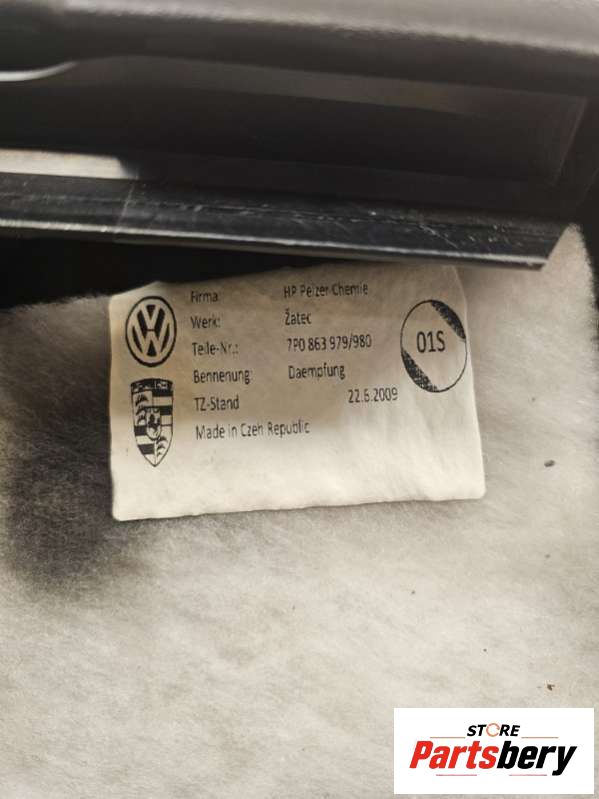 Firma: HP Pelzer Chemie
Werk: Žatec
Teile-Nr.: 7P0 863 979/980
Bennenung: Daempfung
TZ-Stand 22.6.2009
Made in Czeh Republic
01S
STORE
Partsbery